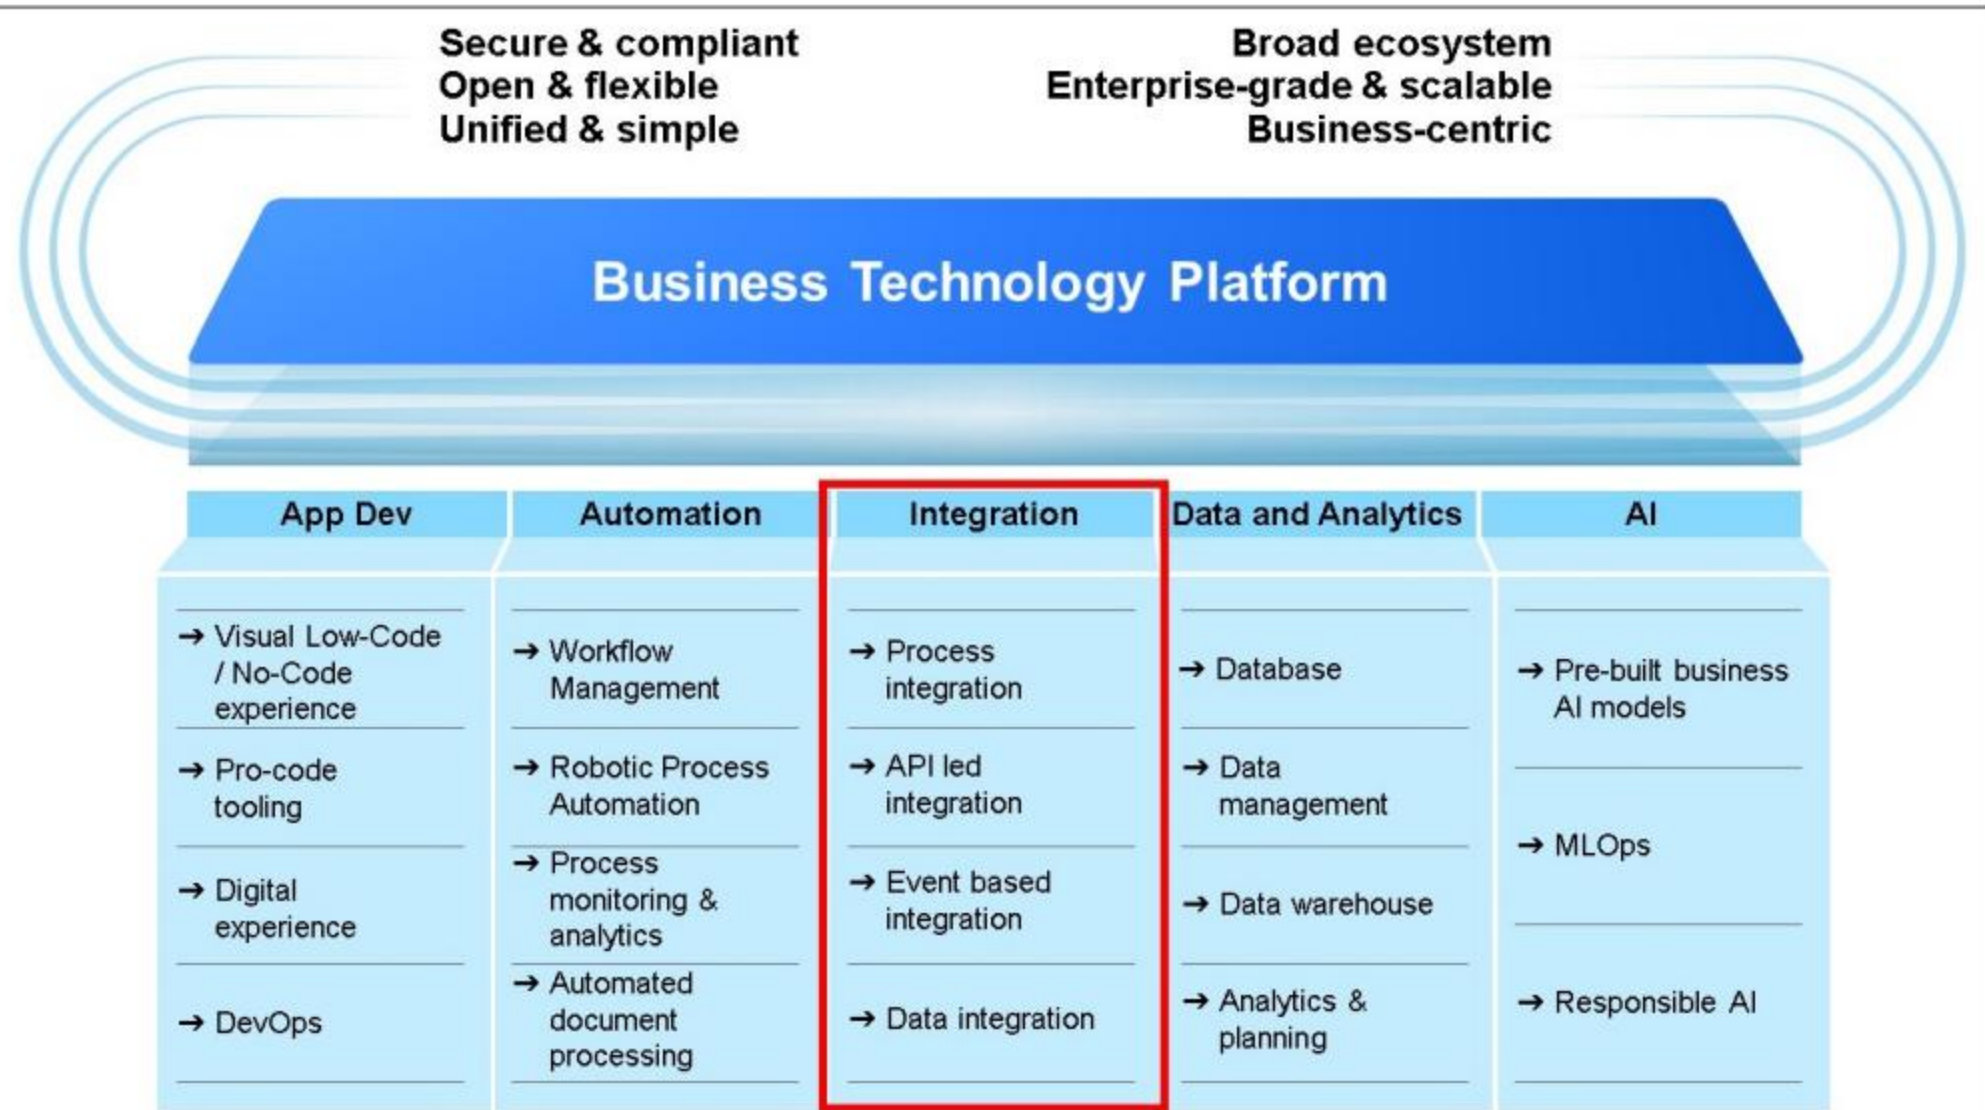 Secure & compliant
Open & flexible
Unified & simple
Broad ecosystem
Enterprise-grade & scalable
Business-centric
Business Technology Platform
App Dev
→ Visual Low-Code
/ No-Code
experience
→ Pro-code
tooling
→ Digital
experience
→ DevOps
Automation
→ Workflow
Management
→ Robotic Process
Automation
→ Process
monitoring &
analytics
→ Automated
document
processing
Integration
→ Process
integration
→ API led
integration
→ Event based
integration
→ Data integration
Data and Analytics
→ Database
→ Data
management
→ Data warehouse
→ Analytics &
planning
AI
→ Pre-built business
AI models
→ MLOps
→ Responsible AI